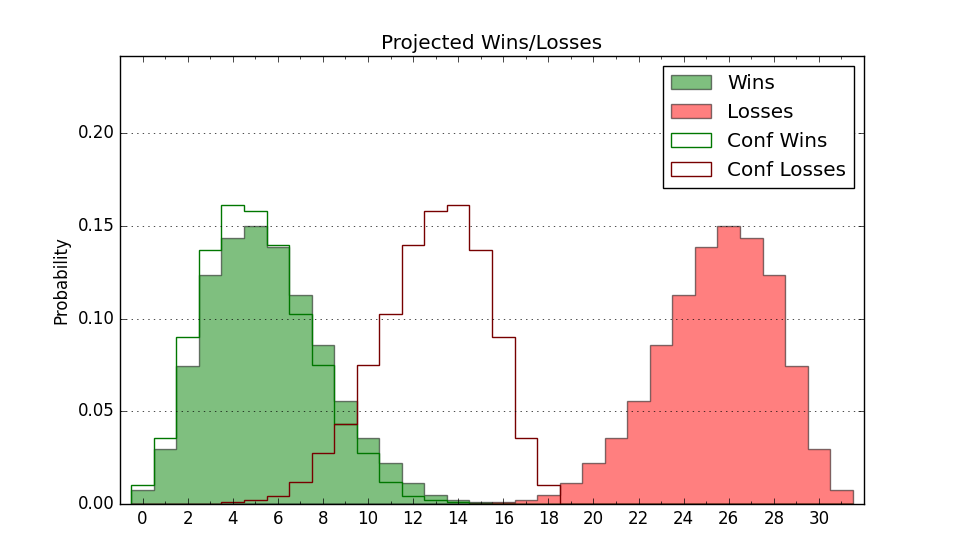 Projected Wins/Losses
Wins
Losses
Conf Wins
Conf Losses
Probability
0.20
0.15
0.10
0.05
0.00
0 2 4 6 8 10 12 14 16 18 20 22 24 26 28 30